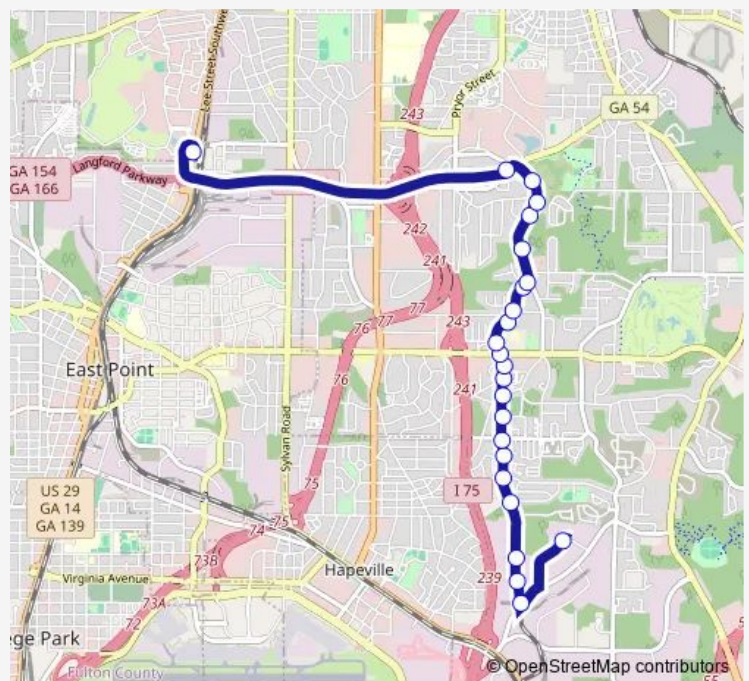 Lee Street Southwe
243
Pryor Street
GA 54
GA 154
GA 166
Langford Parkway
242
241
77
76
77
243
East Point
76
241
Sylvan Road
US 29
GA 14
GA 139
75
I 75
75
74
73B
Hapeville
239
Virginia Avenue
73A
72
ege Park
Fulton County
55
© OpenStreetMap contributors